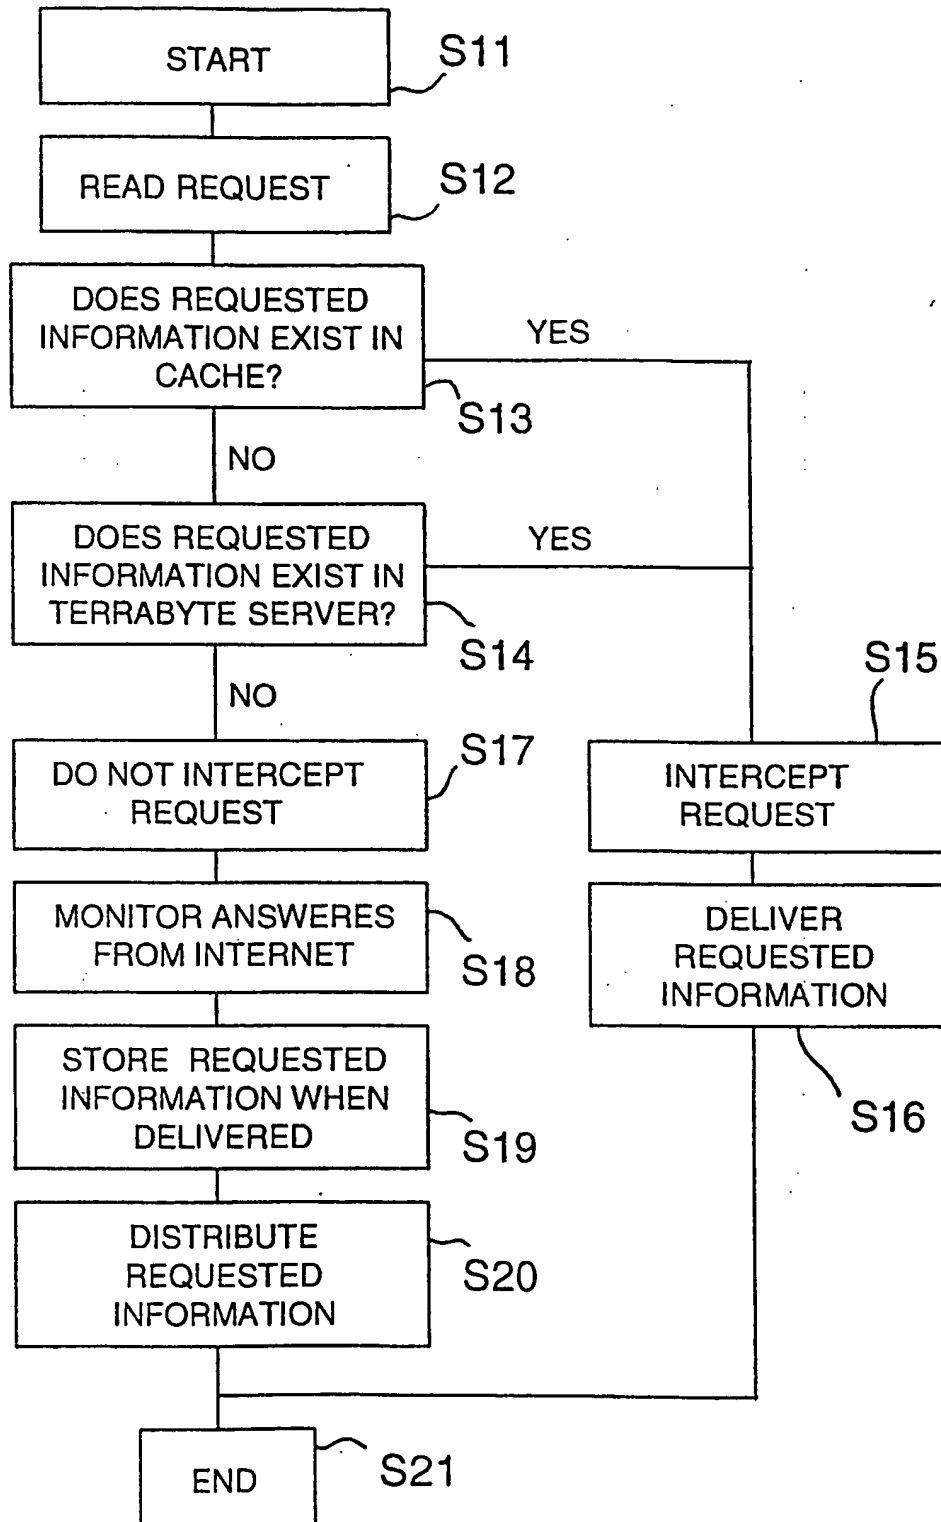 START
S11
READ REQUEST
S12
DOES REQUESTED
INFORMATION EXIST IN
CACHE?
YES
S13
NO
DOES REQUESTED
INFORMATION EXIST IN
TERRABYTE SERVER?
YES
S14
NO
S15
S17
DO NOT INTERCEPT
REQUEST
INTERCEPT
REQUEST
MONITOR ANSWERES
FROM INTERNET
S18
DELIVER
REQUESTED
INFORMATION
S16
STORE REQUESTED
INFORMATION WHEN
DELIVERED
S19
DISTRIBUTE
REQUESTED
INFORMATION
S20
END
S21